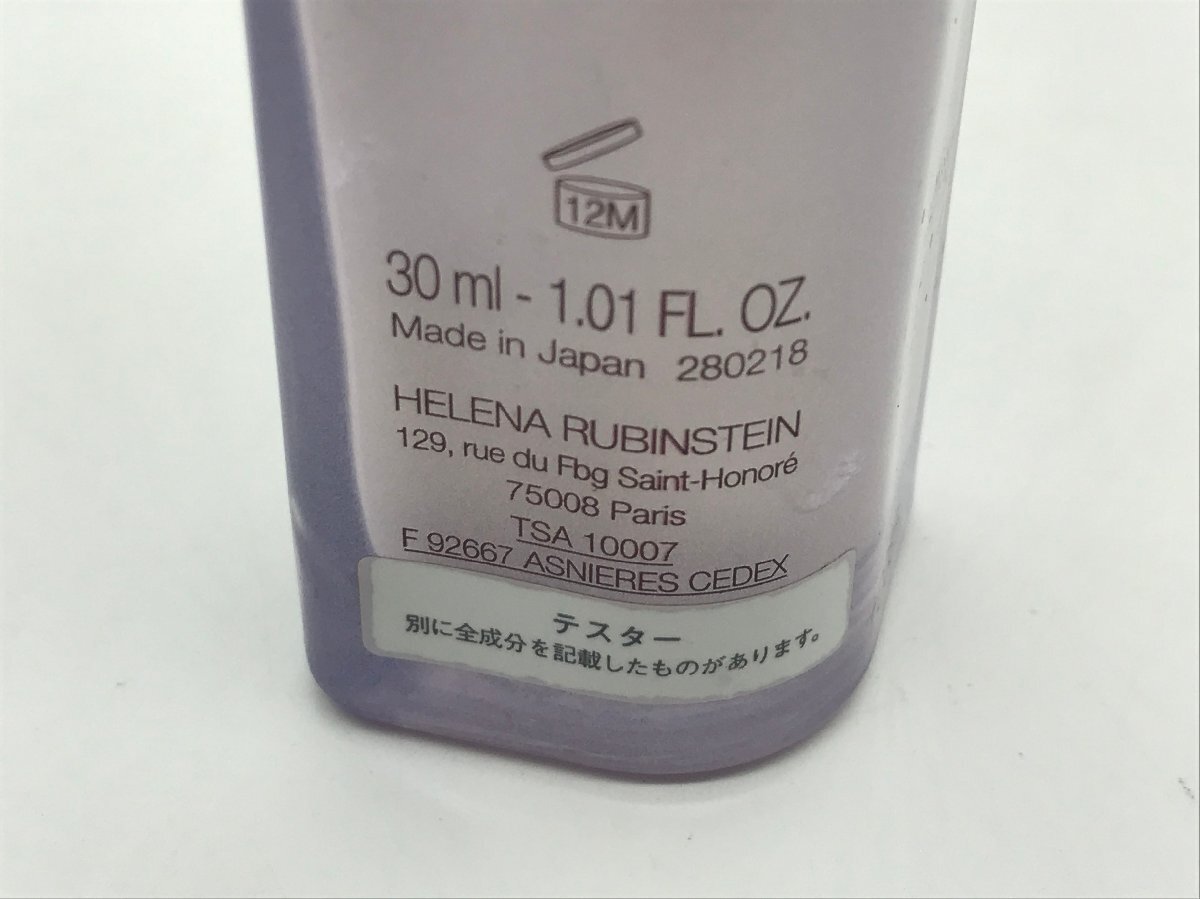 12M
30 ml - 1.01 FL. OZ.
Made in Japan 280218
HELENA RUBINSTEIN
129, rue du Fbg Saint-Honoré
75008 Paris
TSA 10007
F 92667 ASNIERES CEDEX
テスター
別に全成分を記載したものがあります。